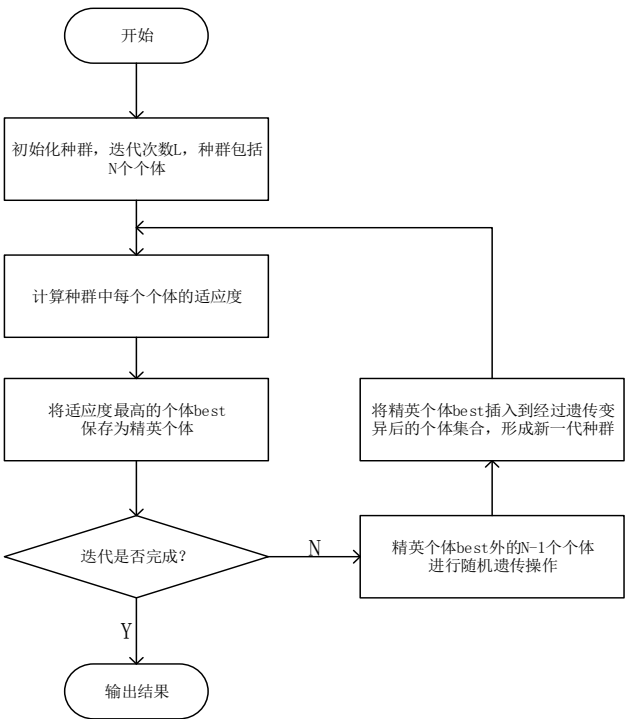 开始
初始化种群，迭代次数L，种群包括
N个个体
计算种群中每个个体的适应度
将适应度最高的个体best
保存为精英个体
将精英个体best插入到经过遗传变
异后的个体集合，形成新一代种群
迭代是否完成？
N
精英个体best外的N-1个个体
进行随机遗传操作
Y
输出结果